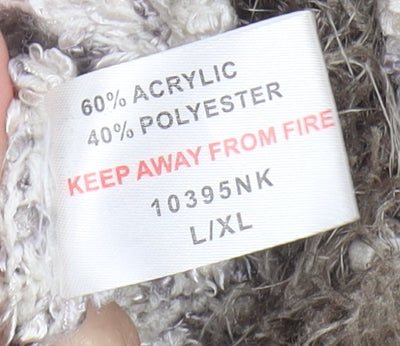 60% ACRYLIC
40% POLYESTER
KEEP AWAY FROM FIRE
10395NK
L/XL